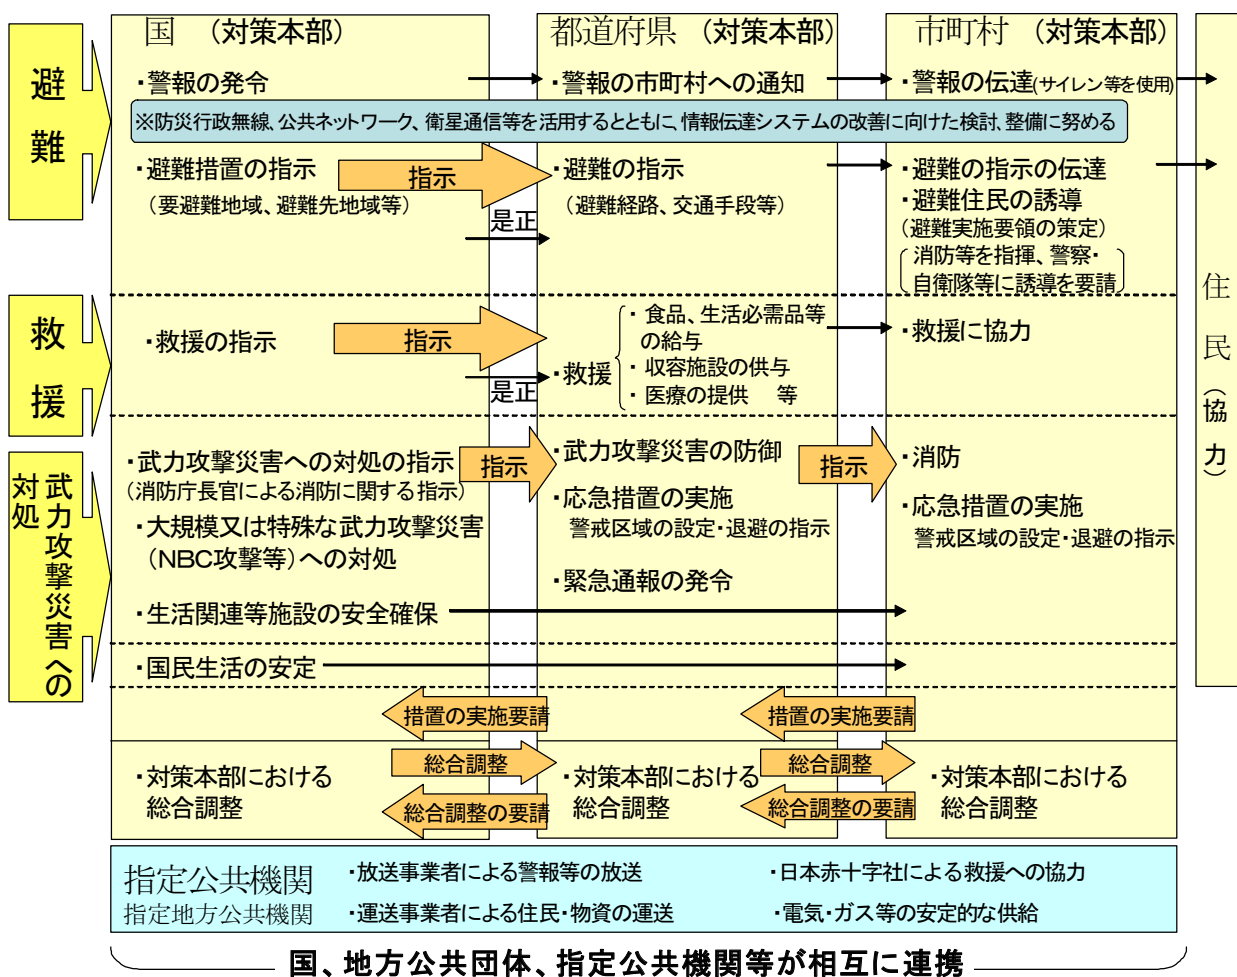 国 (対策本部)
都道府県 (対策本部)
市町村 (対策本部)
避難
・警報の発令
・警報の市町村への通知
・警報の伝達(サイレン等を使用)
※防災行政無線、公共ネットワーク、衛星通信等を活用するとともに、情報伝達システムの改善に向けた検討、整備に努める
・避難措置の指示
(要避難地域、避難先地域等)
指示
是正
・避難の指示
(避難経路、交通手段等)
・避難の指示の伝達
・避難住民の誘導
(避難実施要領の策定)
消防等を指揮、警察・
自衛隊等に誘導を要請
住民(協力)
救援
・救援の指示
指示
是正
・救援
・食品、生活必需品等
の給与
・収容施設の供与
・医療の提供 等
・救援に協力
武力攻撃災害への
対処
・武力攻撃災害への対処の指示
(消防庁長官による消防に関する指示)
・大規模又は特殊な武力攻撃災害
(NBC攻撃等)への対処
・生活関連等施設の安全確保
指示
・武力攻撃災害の防御
・応急措置の実施
警戒区域の設定・退避の指示
・緊急通報の発令
指示
・消防
・応急措置の実施
警戒区域の設定・退避の指示
・国民生活の安定
措置の実施要請
措置の実施要請
・対策本部における
総合調整
総合調整
総合調整の要請
・対策本部における
総合調整
総合調整
総合調整の要請
・対策本部における
総合調整
指定公共機関
指定地方公共機関
・放送事業者による警報等の放送
・日本赤十字社による救援への協力
・運送事業者による住民・物資の運送
・電気・ガス等の安定的な供給
国、地方公共団体、指定公共機関等が相互に連携